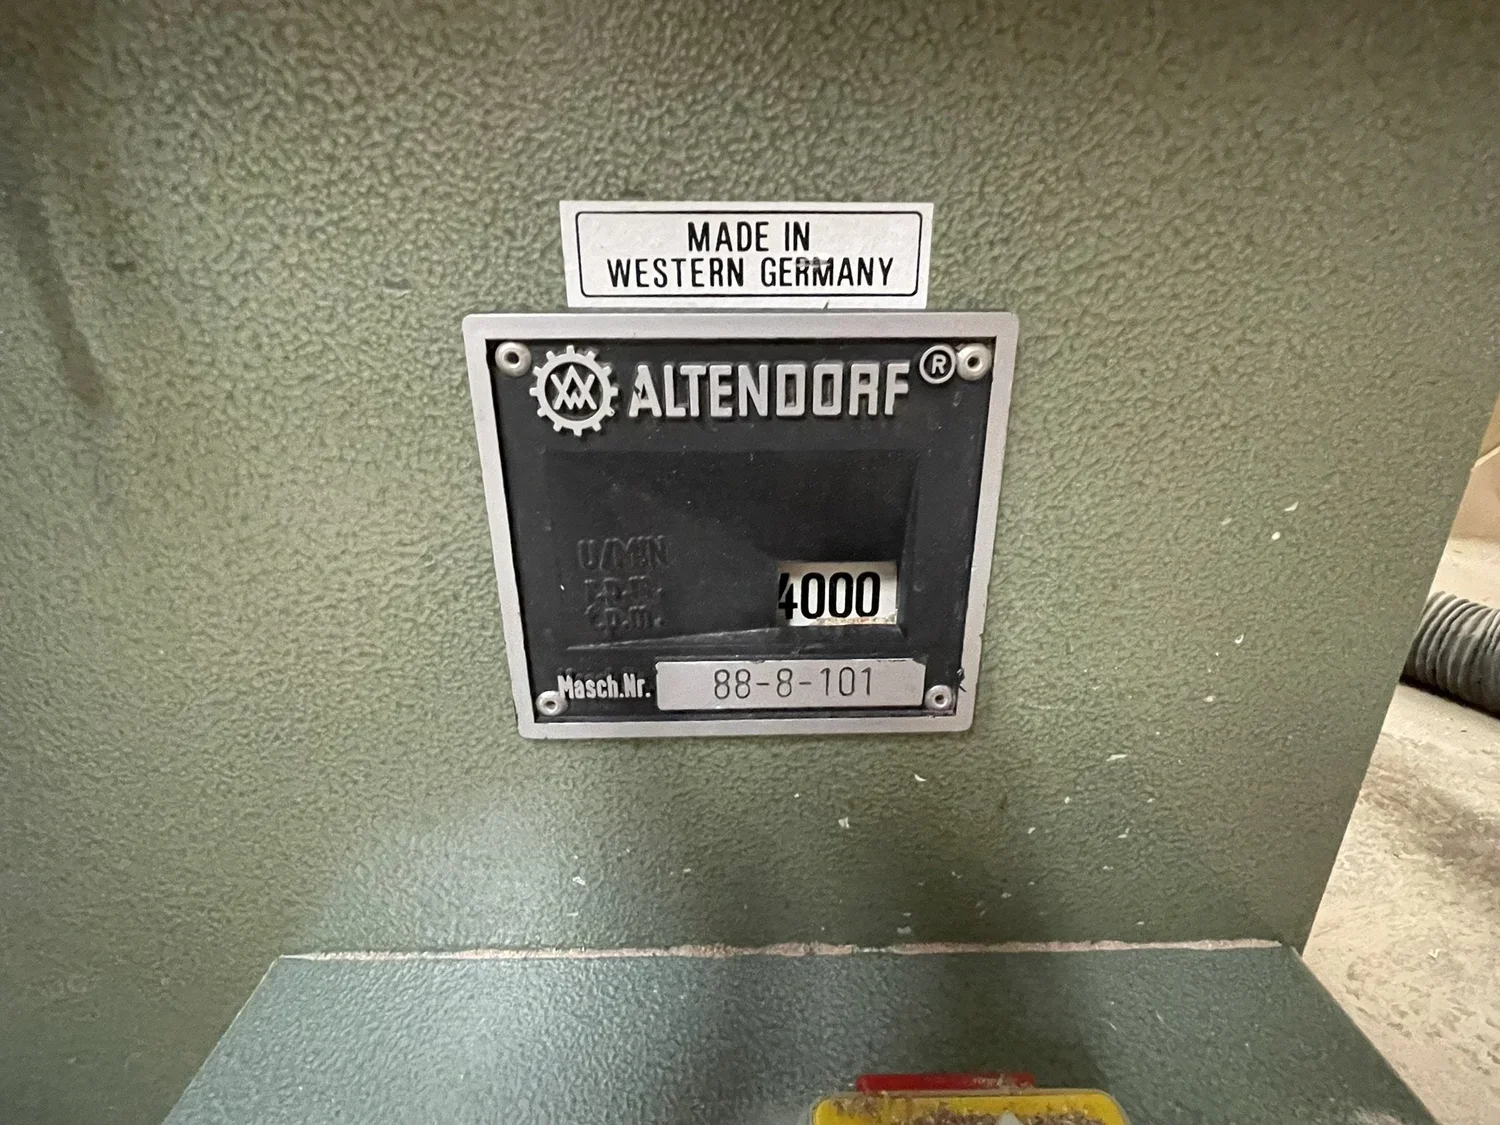 MADE IN
WESTERN GERMANY
ALTENDORF®
U/MIN
r.p.m.
t.p.m.
4000
Masch.Nr. 88-8-101